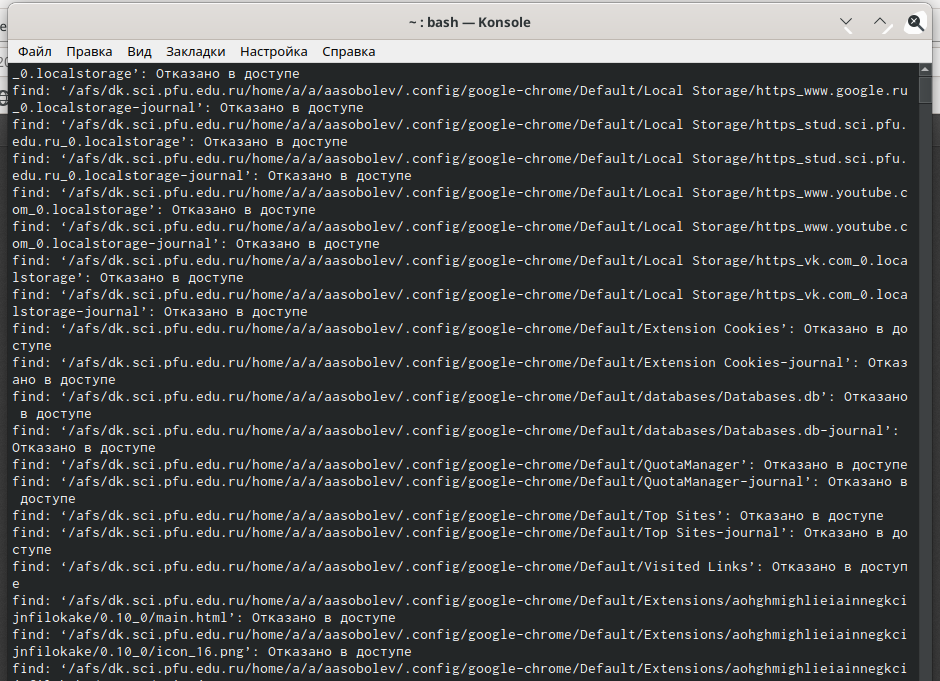 ~ : bash — Konsole
Файл Правка Вид Закладки Настройка Справка
_0.localstorage’: Отказано в доступе
find: ‘/afs/dk.sci.pfu.edu.ru/home/a/a/aasobolev/.config/google-chrome/Default/Local Storage/https_www.google.ru
_0.localstorage-journal’: Отказано в доступе
find: ‘/afs/dk.sci.pfu.edu.ru/home/a/a/aasobolev/.config/google-chrome/Default/Local Storage/https_stud.sci.pfu.
edu.ru_0.localstorage’: Отказано в доступе
find: ‘/afs/dk.sci.pfu.edu.ru/home/a/a/aasobolev/.config/google-chrome/Default/Local Storage/https_stud.sci.pfu.
edu.ru_0.localstorage-journal’: Отказано в доступе
find: ‘/afs/dk.sci.pfu.edu.ru/home/a/a/aasobolev/.config/google-chrome/Default/Local Storage/https_www.youtube.c
om_0.localstorage’: Отказано в доступе
find: ‘/afs/dk.sci.pfu.edu.ru/home/a/a/aasobolev/.config/google-chrome/Default/Local Storage/https_www.youtube.c
om_0.localstorage-journal’: Отказано в доступе
find: ‘/afs/dk.sci.pfu.edu.ru/home/a/a/aasobolev/.config/google-chrome/Default/Local Storage/https_vk.com_0.loca
lstorage’: Отказано в доступе
find: ‘/afs/dk.sci.pfu.edu.ru/home/a/a/aasobolev/.config/google-chrome/Default/Local Storage/https_vk.com_0.loca
lstorage-journal’: Отказано в доступе
find: ‘/afs/dk.sci.pfu.edu.ru/home/a/a/aasobolev/.config/google-chrome/Default/Extension Cookies’: Отказано в до
ступе
find: ‘/afs/dk.sci.pfu.edu.ru/home/a/a/aasobolev/.config/google-chrome/Default/Extension Cookies-journal’: Отказ
ано в доступе
find: ‘/afs/dk.sci.pfu.edu.ru/home/a/a/aasobolev/.config/google-chrome/Default/databases/Databases.db’: Отказано
 в доступе
find: ‘/afs/dk.sci.pfu.edu.ru/home/a/a/aasobolev/.config/google-chrome/Default/databases/Databases.db-journal’:
Отказано в доступе
find: ‘/afs/dk.sci.pfu.edu.ru/home/a/a/aasobolev/.config/google-chrome/Default/QuotaManager’: Отказано в доступе
find: ‘/afs/dk.sci.pfu.edu.ru/home/a/a/aasobolev/.config/google-chrome/Default/QuotaManager-journal’: Отказано в
 доступе
find: ‘/afs/dk.sci.pfu.edu.ru/home/a/a/aasobolev/.config/google-chrome/Default/Top Sites’: Отказано в доступе
find: ‘/afs/dk.sci.pfu.edu.ru/home/a/a/aasobolev/.config/google-chrome/Default/Top Sites-journal’: Отказано в до
ступе
find: ‘/afs/dk.sci.pfu.edu.ru/home/a/a/aasobolev/.config/google-chrome/Default/Visited Links’: Отказано в доступ
е
find: ‘/afs/dk.sci.pfu.edu.ru/home/a/a/aasobolev/.config/google-chrome/Default/Extensions/aohghmighlieiainnegkci
jnfilokake/0.10_0/main.html’: Отказано в доступе
find: ‘/afs/dk.sci.pfu.edu.ru/home/a/a/aasobolev/.config/google-chrome/Default/Extensions/aohghmighlieiainnegkci
jnfilokake/0.10_0/icon_16.png’: Отказано в доступе
find: ‘/afs/dk.sci.pfu.edu.ru/home/a/a/aasobolev/.config/google-chrome/Default/Extensions/aohghmighlieiainnegkci